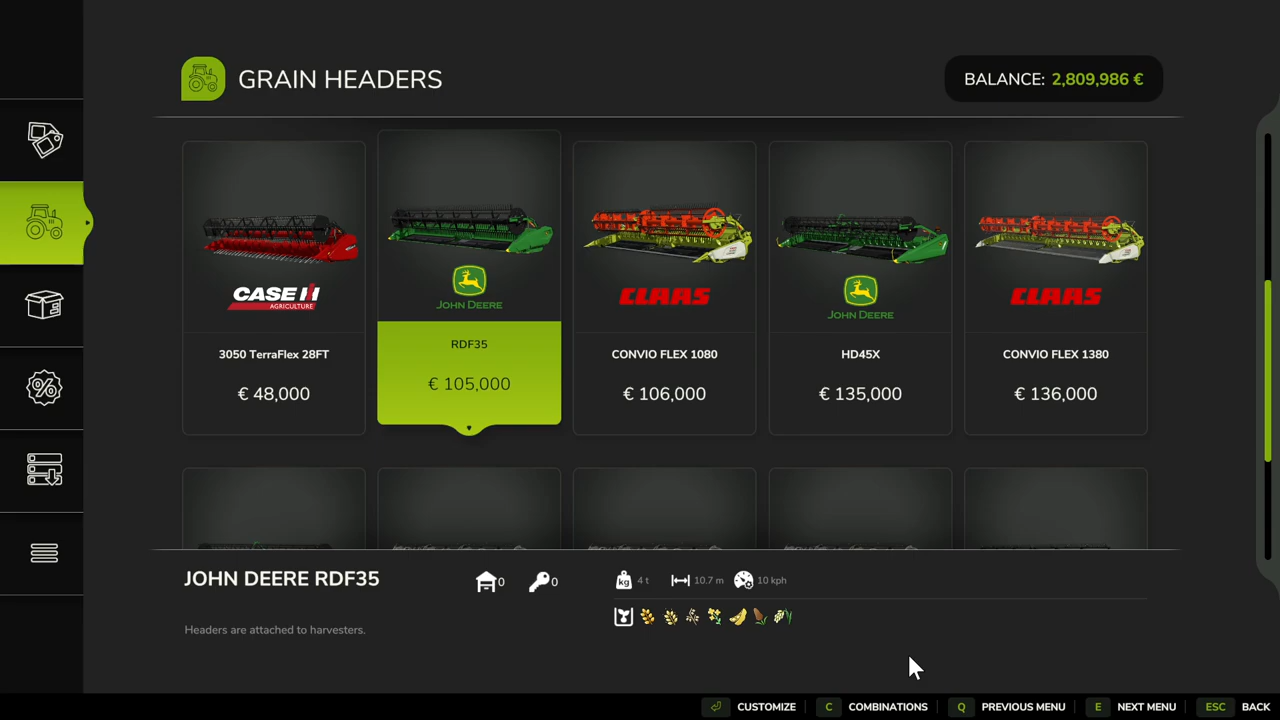 GRAIN HEADERS
BALANCE: 2,809,986 €
CASE IH
AGRICULTURE
JOHN DEERE
CLAAS
JOHN DEERE
CLAAS
3050 TerraFlex 28FT
RDF35
CONVIO FLEX 1080
HD45X
CONVIO FLEX 1380
€ 48,000
€ 105,000
€ 106,000
€ 135,000
€ 136,000
JOHN DEERE RDF35
0
0
kg 4 t
10.7 m
10 kph
Headers are attached to harvesters.
CUSTOMIZE
C COMBINATIONS
Q PREVIOUS MENU
E NEXT MENU
ESC BACK